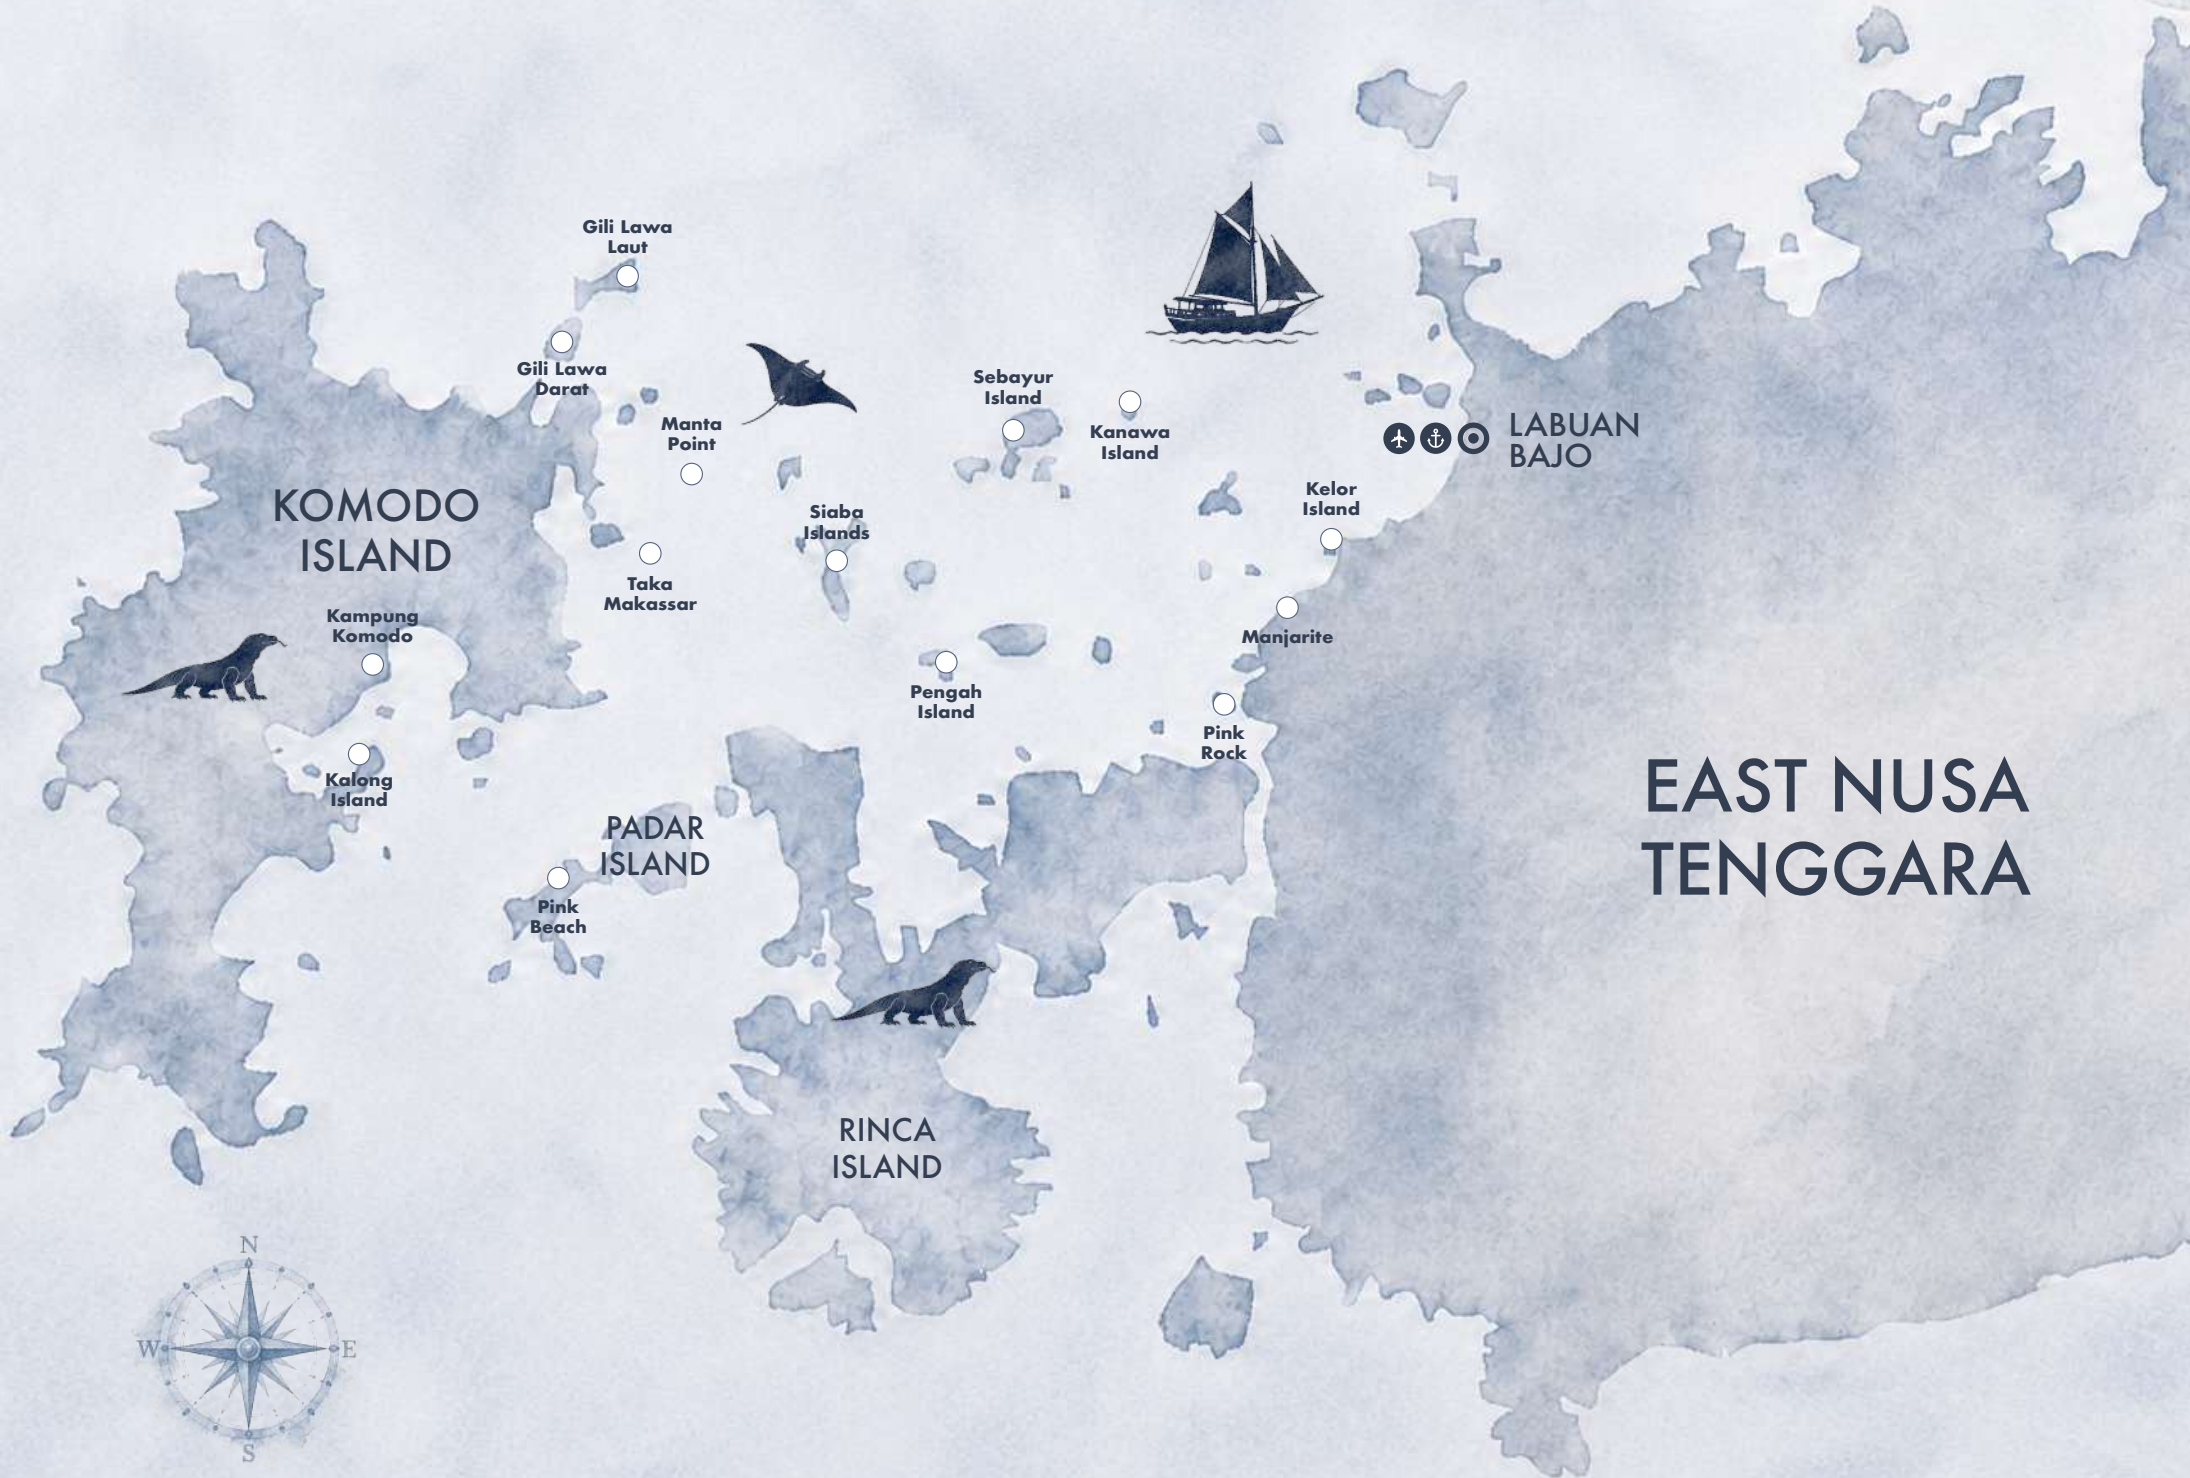 Gili Lawa
Laut
Gili Lawa
Darat
Manta
Point
Sebayur
Island
Kanawa
Island
LABUAN
BAJO
KOMODO
ISLAND
Siaba
Islands
Kelor
Island
Taka
Makassar
Kampung
Komodo
Manjarite
Pengah
Island
Pink
Rock
Kalong
Island
EAST NUSA
TENGGARA
PADAR
ISLAND
Pink
Beach
RINCA
ISLAND
N
W
E
S